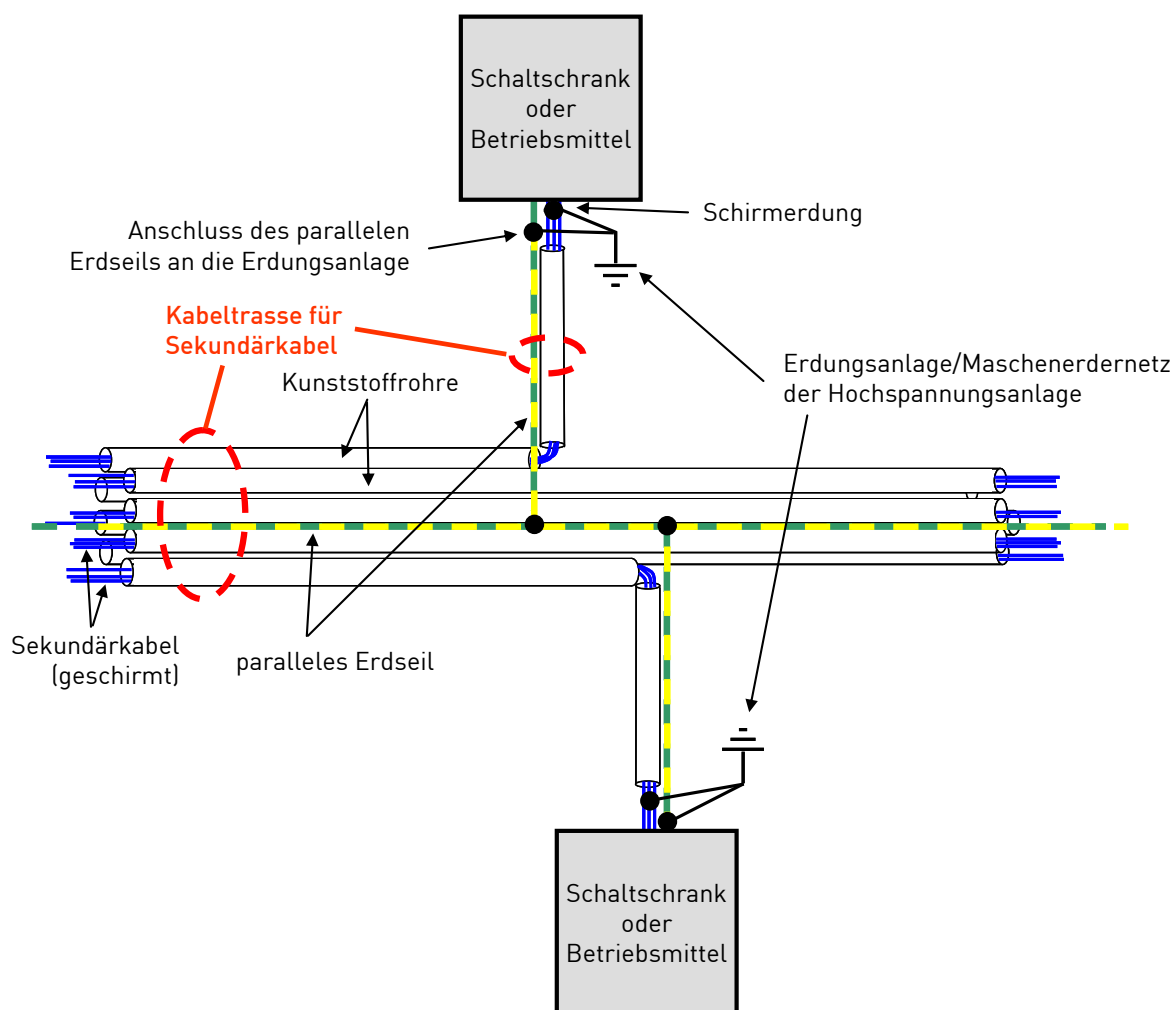 Schaltschrank
oder
Betriebsmittel
Schirmerdung
Anschluss des parallelen
Erdseils an die Erdungsanlage
Kabeltrasse für
Sekundärkabel
Kunststoffrohre
Erdungsanlage/Maschenerdernetz
der Hochspannungsanlage
Sekundärkabel
(geschirmt)
paralleles Erdseil
Schaltschrank
oder
Betriebsmittel